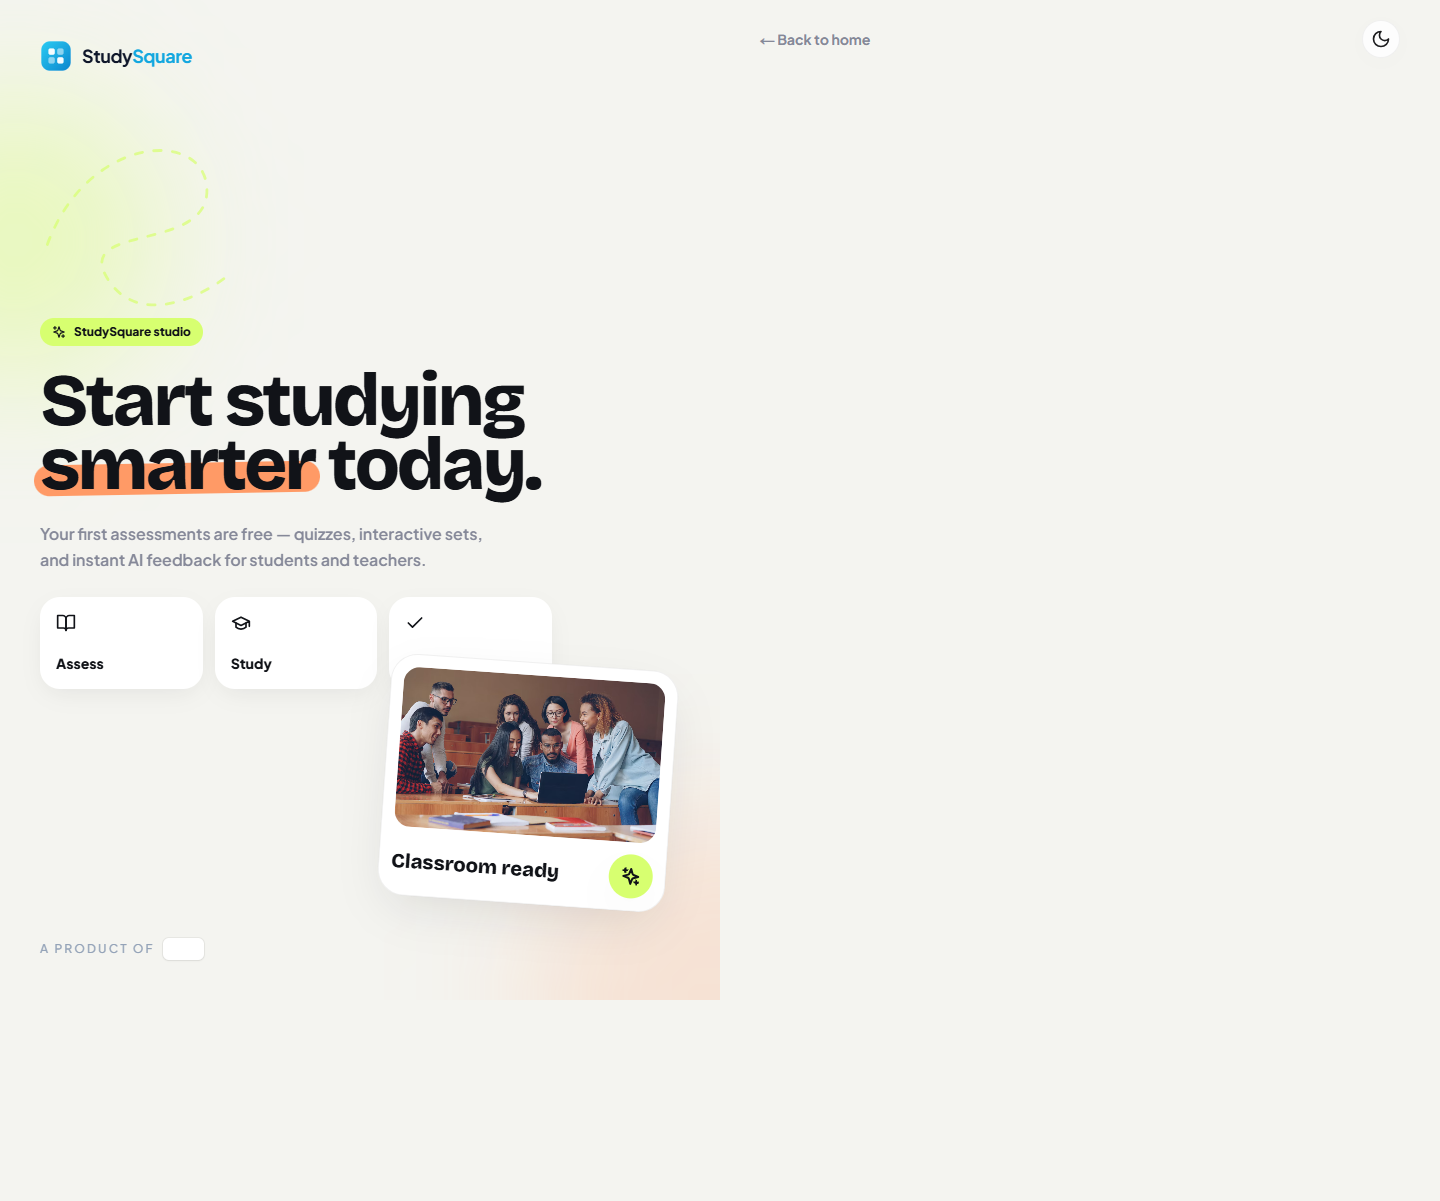 StudySquare
← Back to home
StudySquare studio
Start studying
smarter today.
Your first assessments are free — quizzes, interactive sets,
and instant AI feedback for students and teachers.
Assess
Study
Classroom ready
A PRODUCT OF